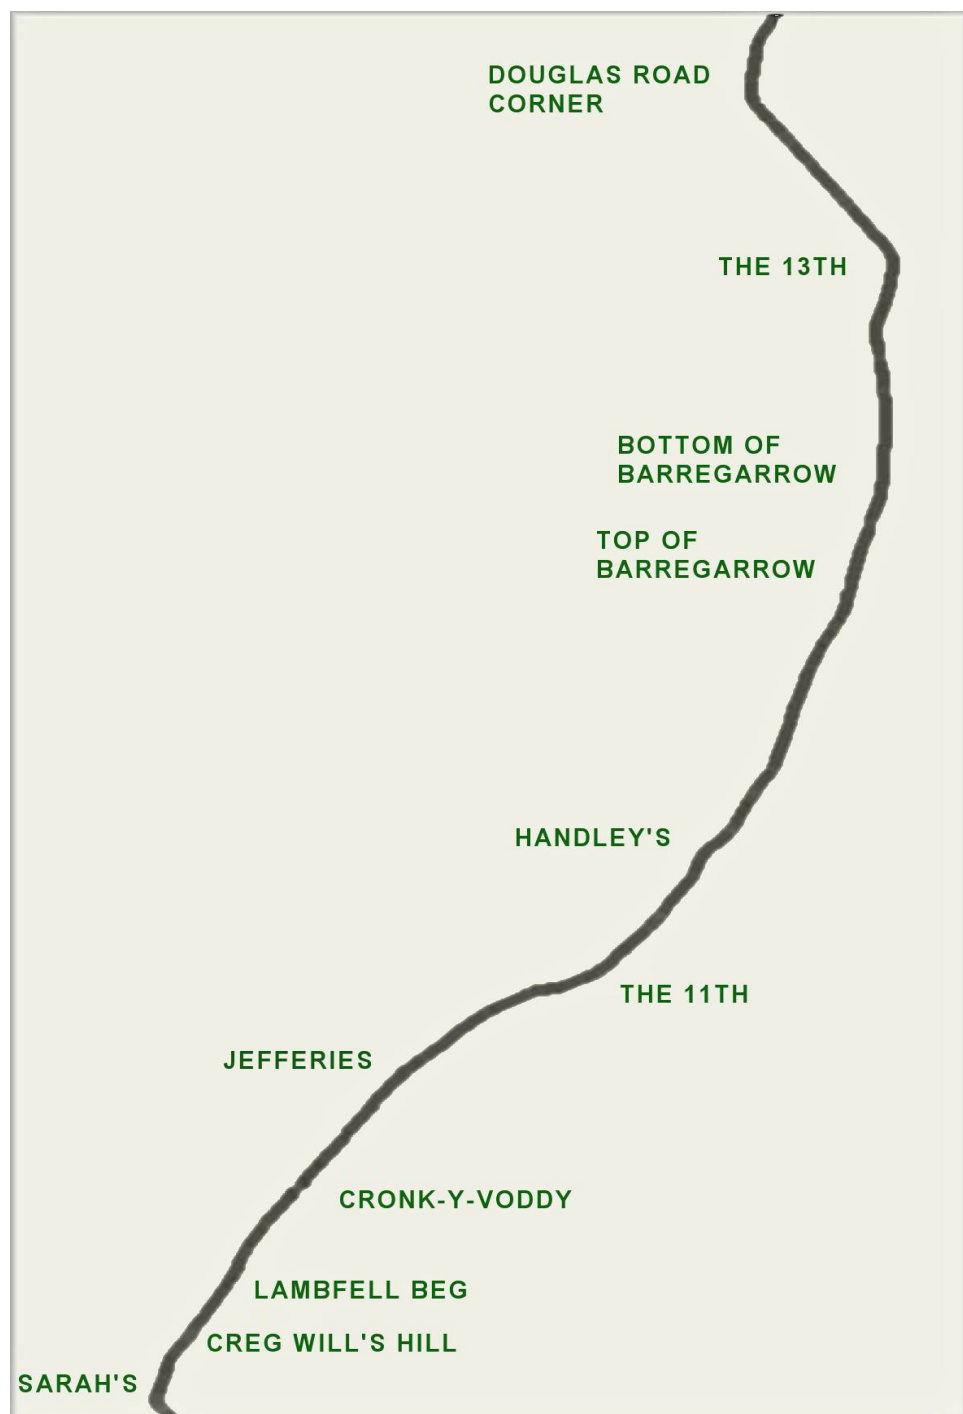 DOUGLAS ROAD
CORNER
THE 13TH
BOTTOM OF
BARREGARROW
TOP OF
BARREGARROW
HANDLEY'S
THE 11TH
JEFFERIES
CRONK-Y-VODDY
LAMBFELL BEG
CREG WILL'S HILL
SARAH'S